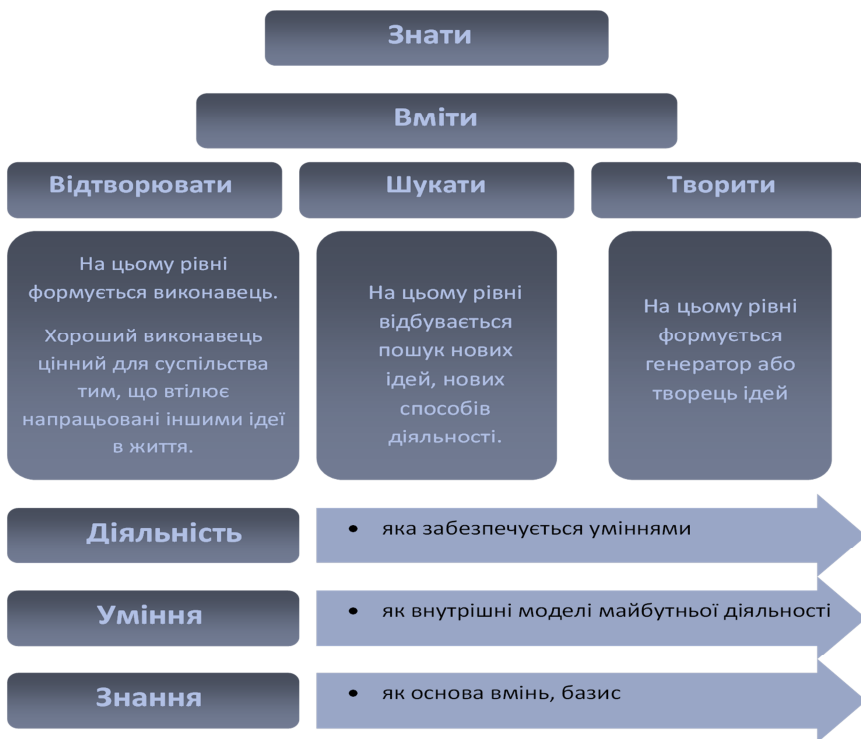 Знати
Вміти
Відтворювати
Шукати
Творити
На цьому рівні
формується виконавець.
Хороший виконавець
цінний для суспільства
тим, що втілює
напрацьовані іншими ідеї
в життя.
На цьому рівні
відбувається
пошук нових
ідей, нових
способів
діяльності.
На цьому рівні
формується
генератор або
творець ідей
Діяльність
• яка забезпечується уміннями
Уміння
• як внутрішні моделі майбутньої діяльності
Знання
• як основа вмінь, базис